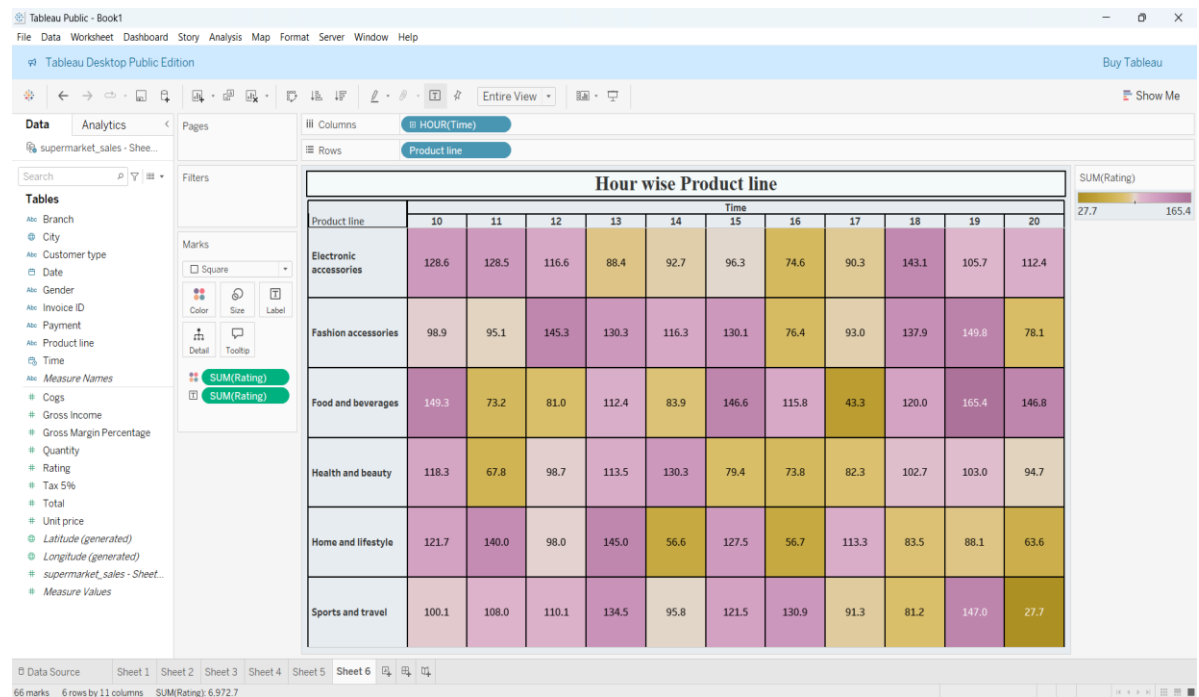 Tableau Public - Book1
File Data Worksheet Dashboard Story Analysis Map Format Server Window Help
Tableau Desktop Public Edition Buy Tableau
Entire View Show Me
Data Analytics
supermarket_sales - Shee...
Search
Tables
Abc Branch
City
Abc Customer type
Date
Abc Gender
Abc Invoice ID
Abc Payment
Abc Product line
Time
Abc Measure Names
# Cogs
# Gross Income
# Gross Margin Percentage
# Quantity
# Rating
# Tax 5%
# Total
# Unit price
Latitude (generated)
Longitude (generated)
# supermarket_sales - Sheet...
# Measure Values
Pages
Filters
Marks
Square
Color Size Label
Detail Tooltip
SUM(Rating)
SUM(Rating)
Columns HOUR(Time)
Rows Product line
Hour wise Product line
Time
Product line 10 11 12 13 14 15 16 17 18 19 20
Electronic accessories 128.6 128.5 116.6 88.4 92.7 96.3 74.6 90.3 143.1 105.7 112.4
Fashion accessories 98.9 95.1 145.3 130.3 116.3 130.1 76.4 93.0 137.9 149.8 78.1
Food and beverages 149.3 73.2 81.0 112.4 83.9 146.6 115.8 43.3 120.0 165.4 146.8
Health and beauty 118.3 67.8 98.7 113.5 130.3 79.4 73.8 82.3 102.7 103.0 94.7
Home and lifestyle 121.7 140.0 98.0 145.0 56.6 127.5 56.7 113.3 83.5 88.1 63.6
Sports and travel 100.1 108.0 110.1 134.5 95.8 121.5 130.9 91.3 81.2 147.0 27.7
SUM(Rating)
27.7 165.4
Data Source Sheet 1 Sheet 2 Sheet 3 Sheet 4 Sheet 5 Sheet 6
66 marks 6 rows by 11 columns SUM(Rating): 6,972.7